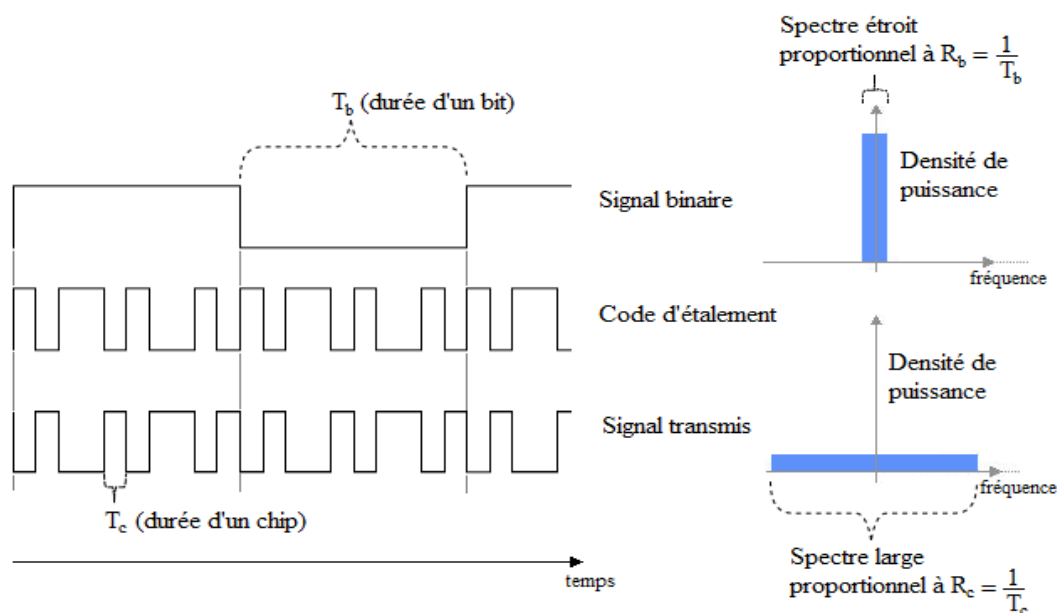 Spectre étroit
proportionnel à R_b = 1/T_b
T_b (durée d'un bit)
Densité de
puissance
Signal binaire
fréquence
Code d'étalement
Densité de
puissance
Signal transmis
fréquence
T_c (durée d'un chip)
temps
Spectre large
proportionnel à R_c = 1/T_c